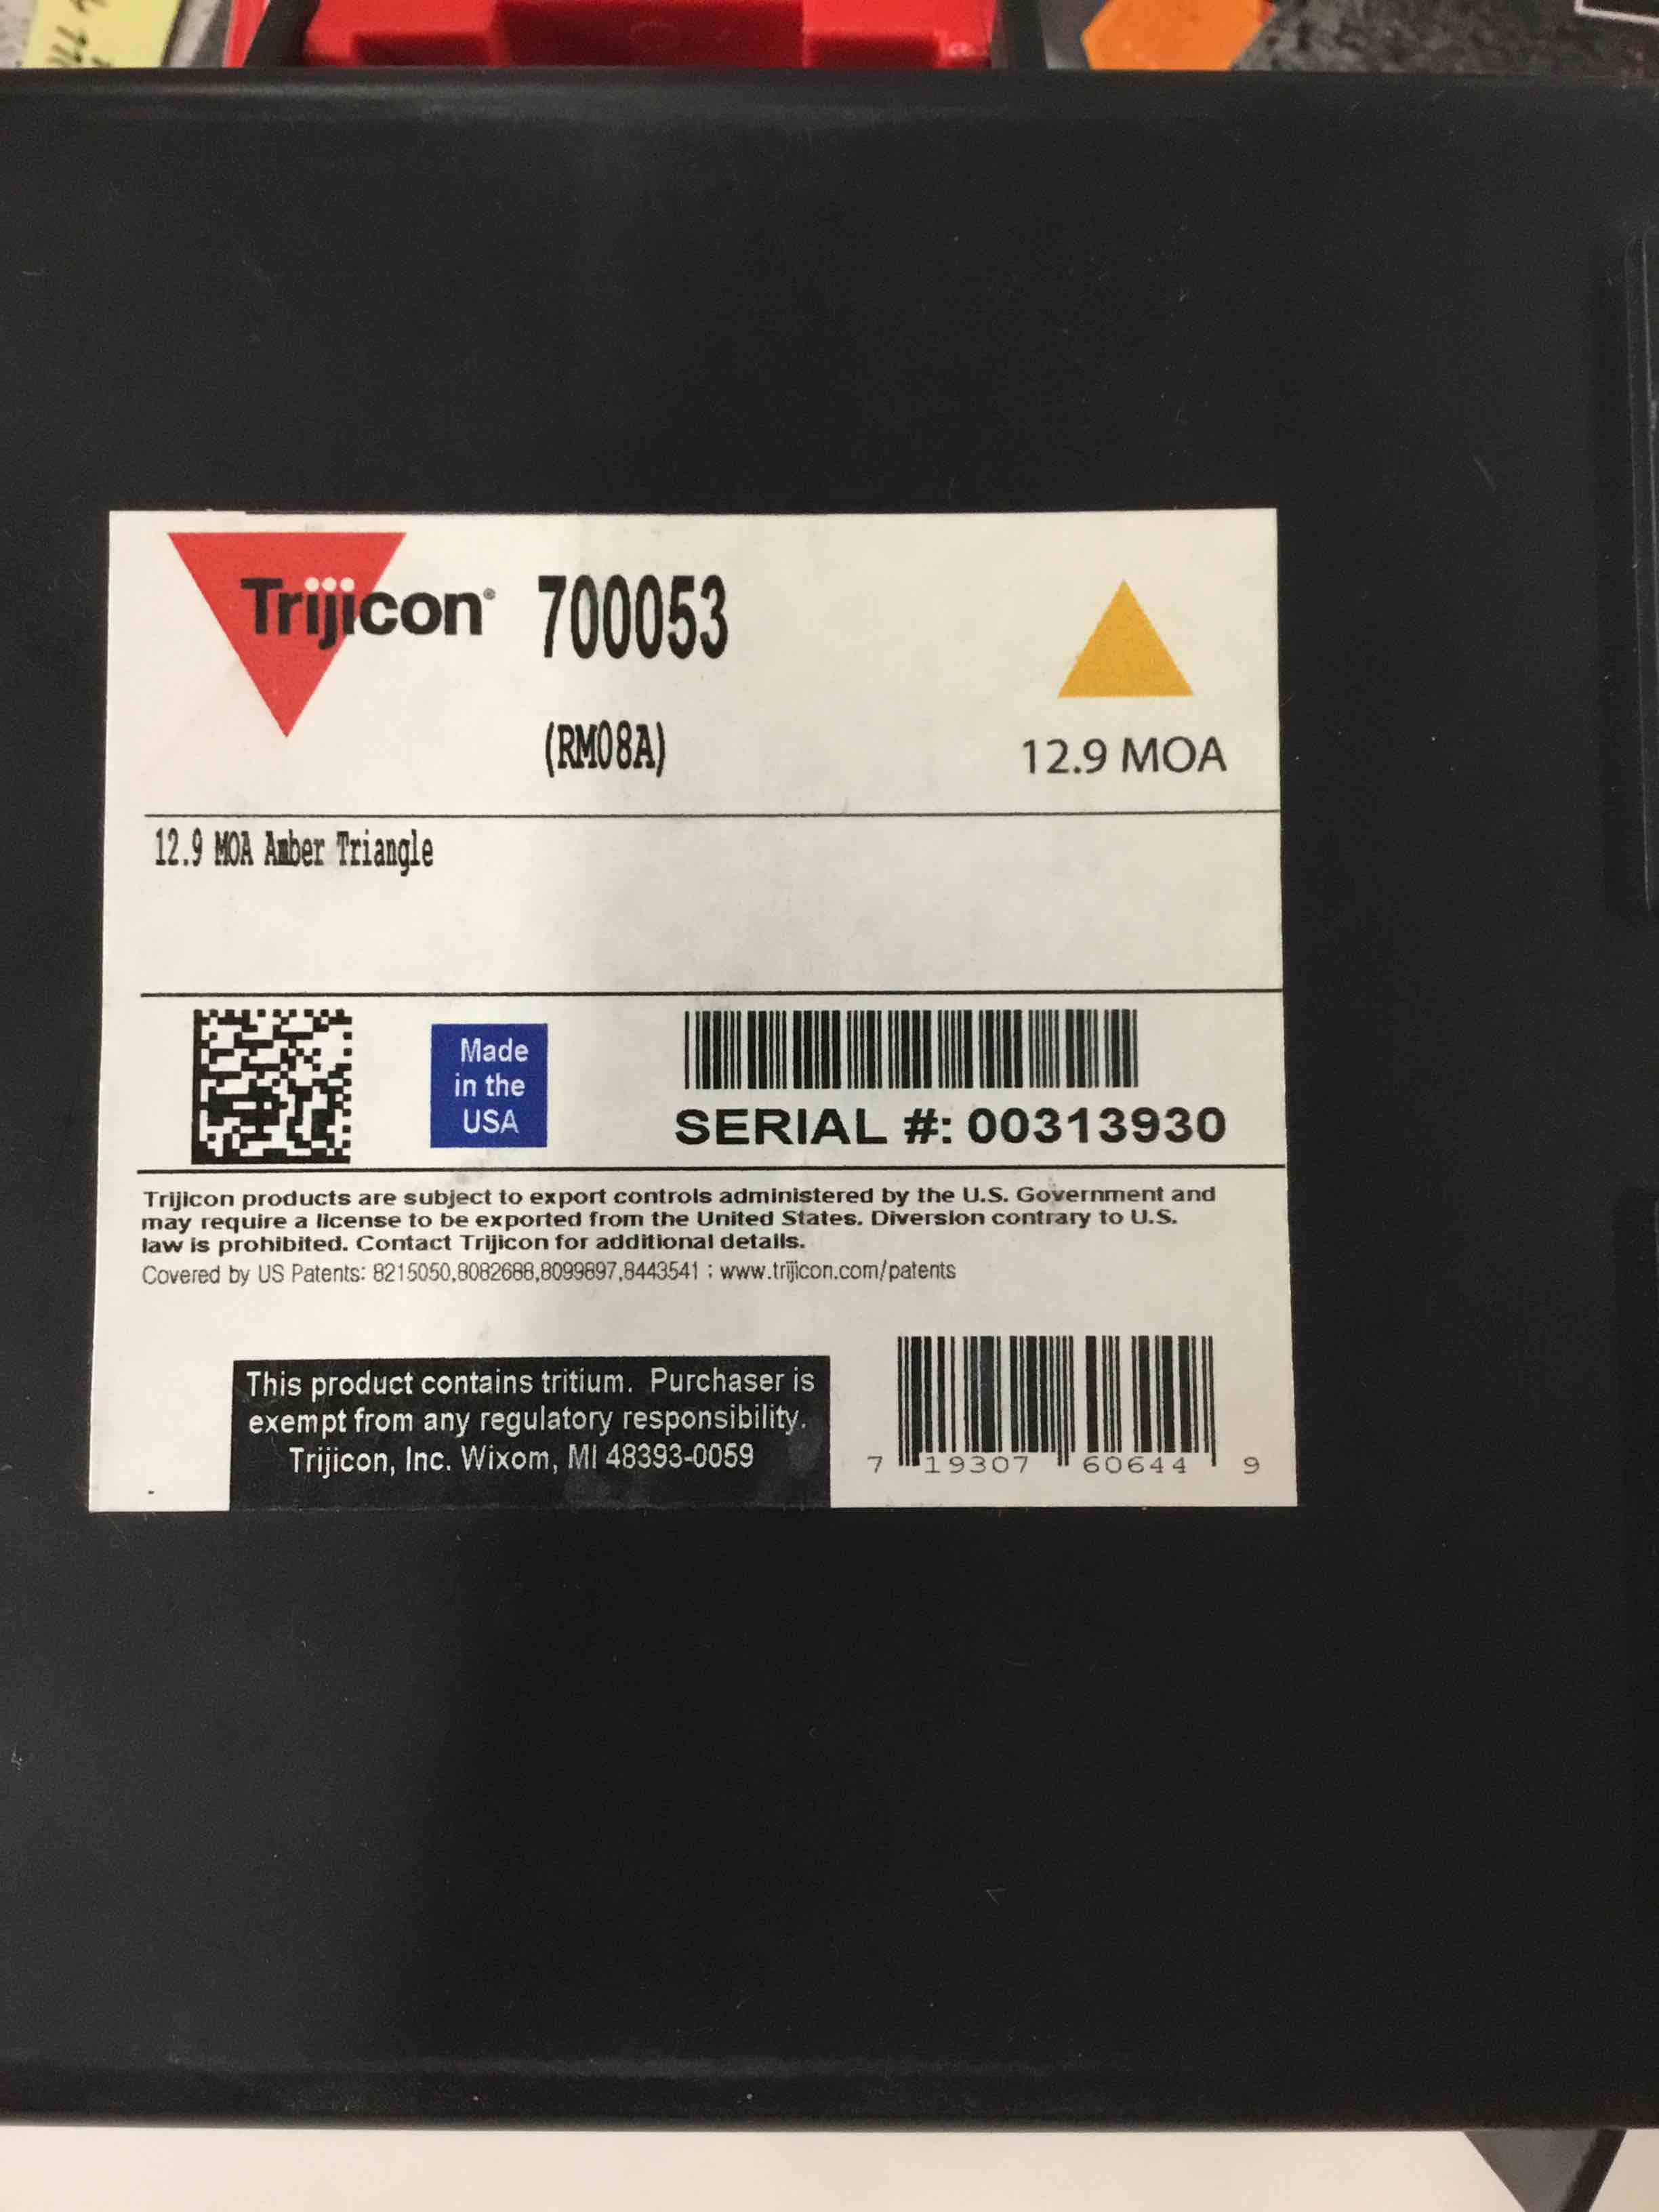 Trijicon® 700053
(RM08A)
12.9 MOA
12.9 MOA Amber Triangle
Made
in the
USA
SERIAL #: 00313930
Trijicon products are subject to export controls administered by the U.S. Government and
may require a license to be exported from the United States. Diversion contrary to U.S.
law is prohibited. Contact Trijicon for additional details.
Covered by US Patents: 8215050,8082688,8099897,8443541 ; www.trijicon.com/patents
This product contains tritium. Purchaser is
exempt from any regulatory responsibility.
Trijicon, Inc. Wixom, MI 48393-0059
7 19307 60644 9